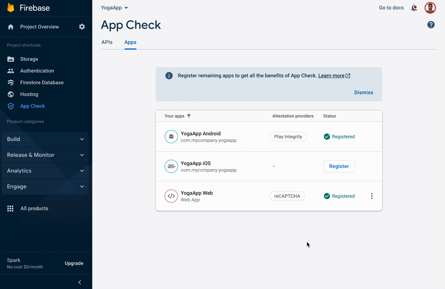 Firebase
YogaApp
Go to docs
Project Overview
App Check
Project shortcuts
APIs
Apps
Storage
Authentication
Firestore Database
Hosting
App Check
Register remaining apps to get all the benefits of App Check. Learn more
Dismiss
Product categories
Build
Release & Monitor
Analytics
Engage
All products
Your apps
Attestation providers
Status
YogaApp Android
com.mycompany.yogaapp
Play Integrity
Registered
YogaApp iOS
com.mycompany.yogaapp
–
Register
YogaApp Web
Web App
reCAPTCHA
Registered
Spark
No-cost $0/month
Upgrade